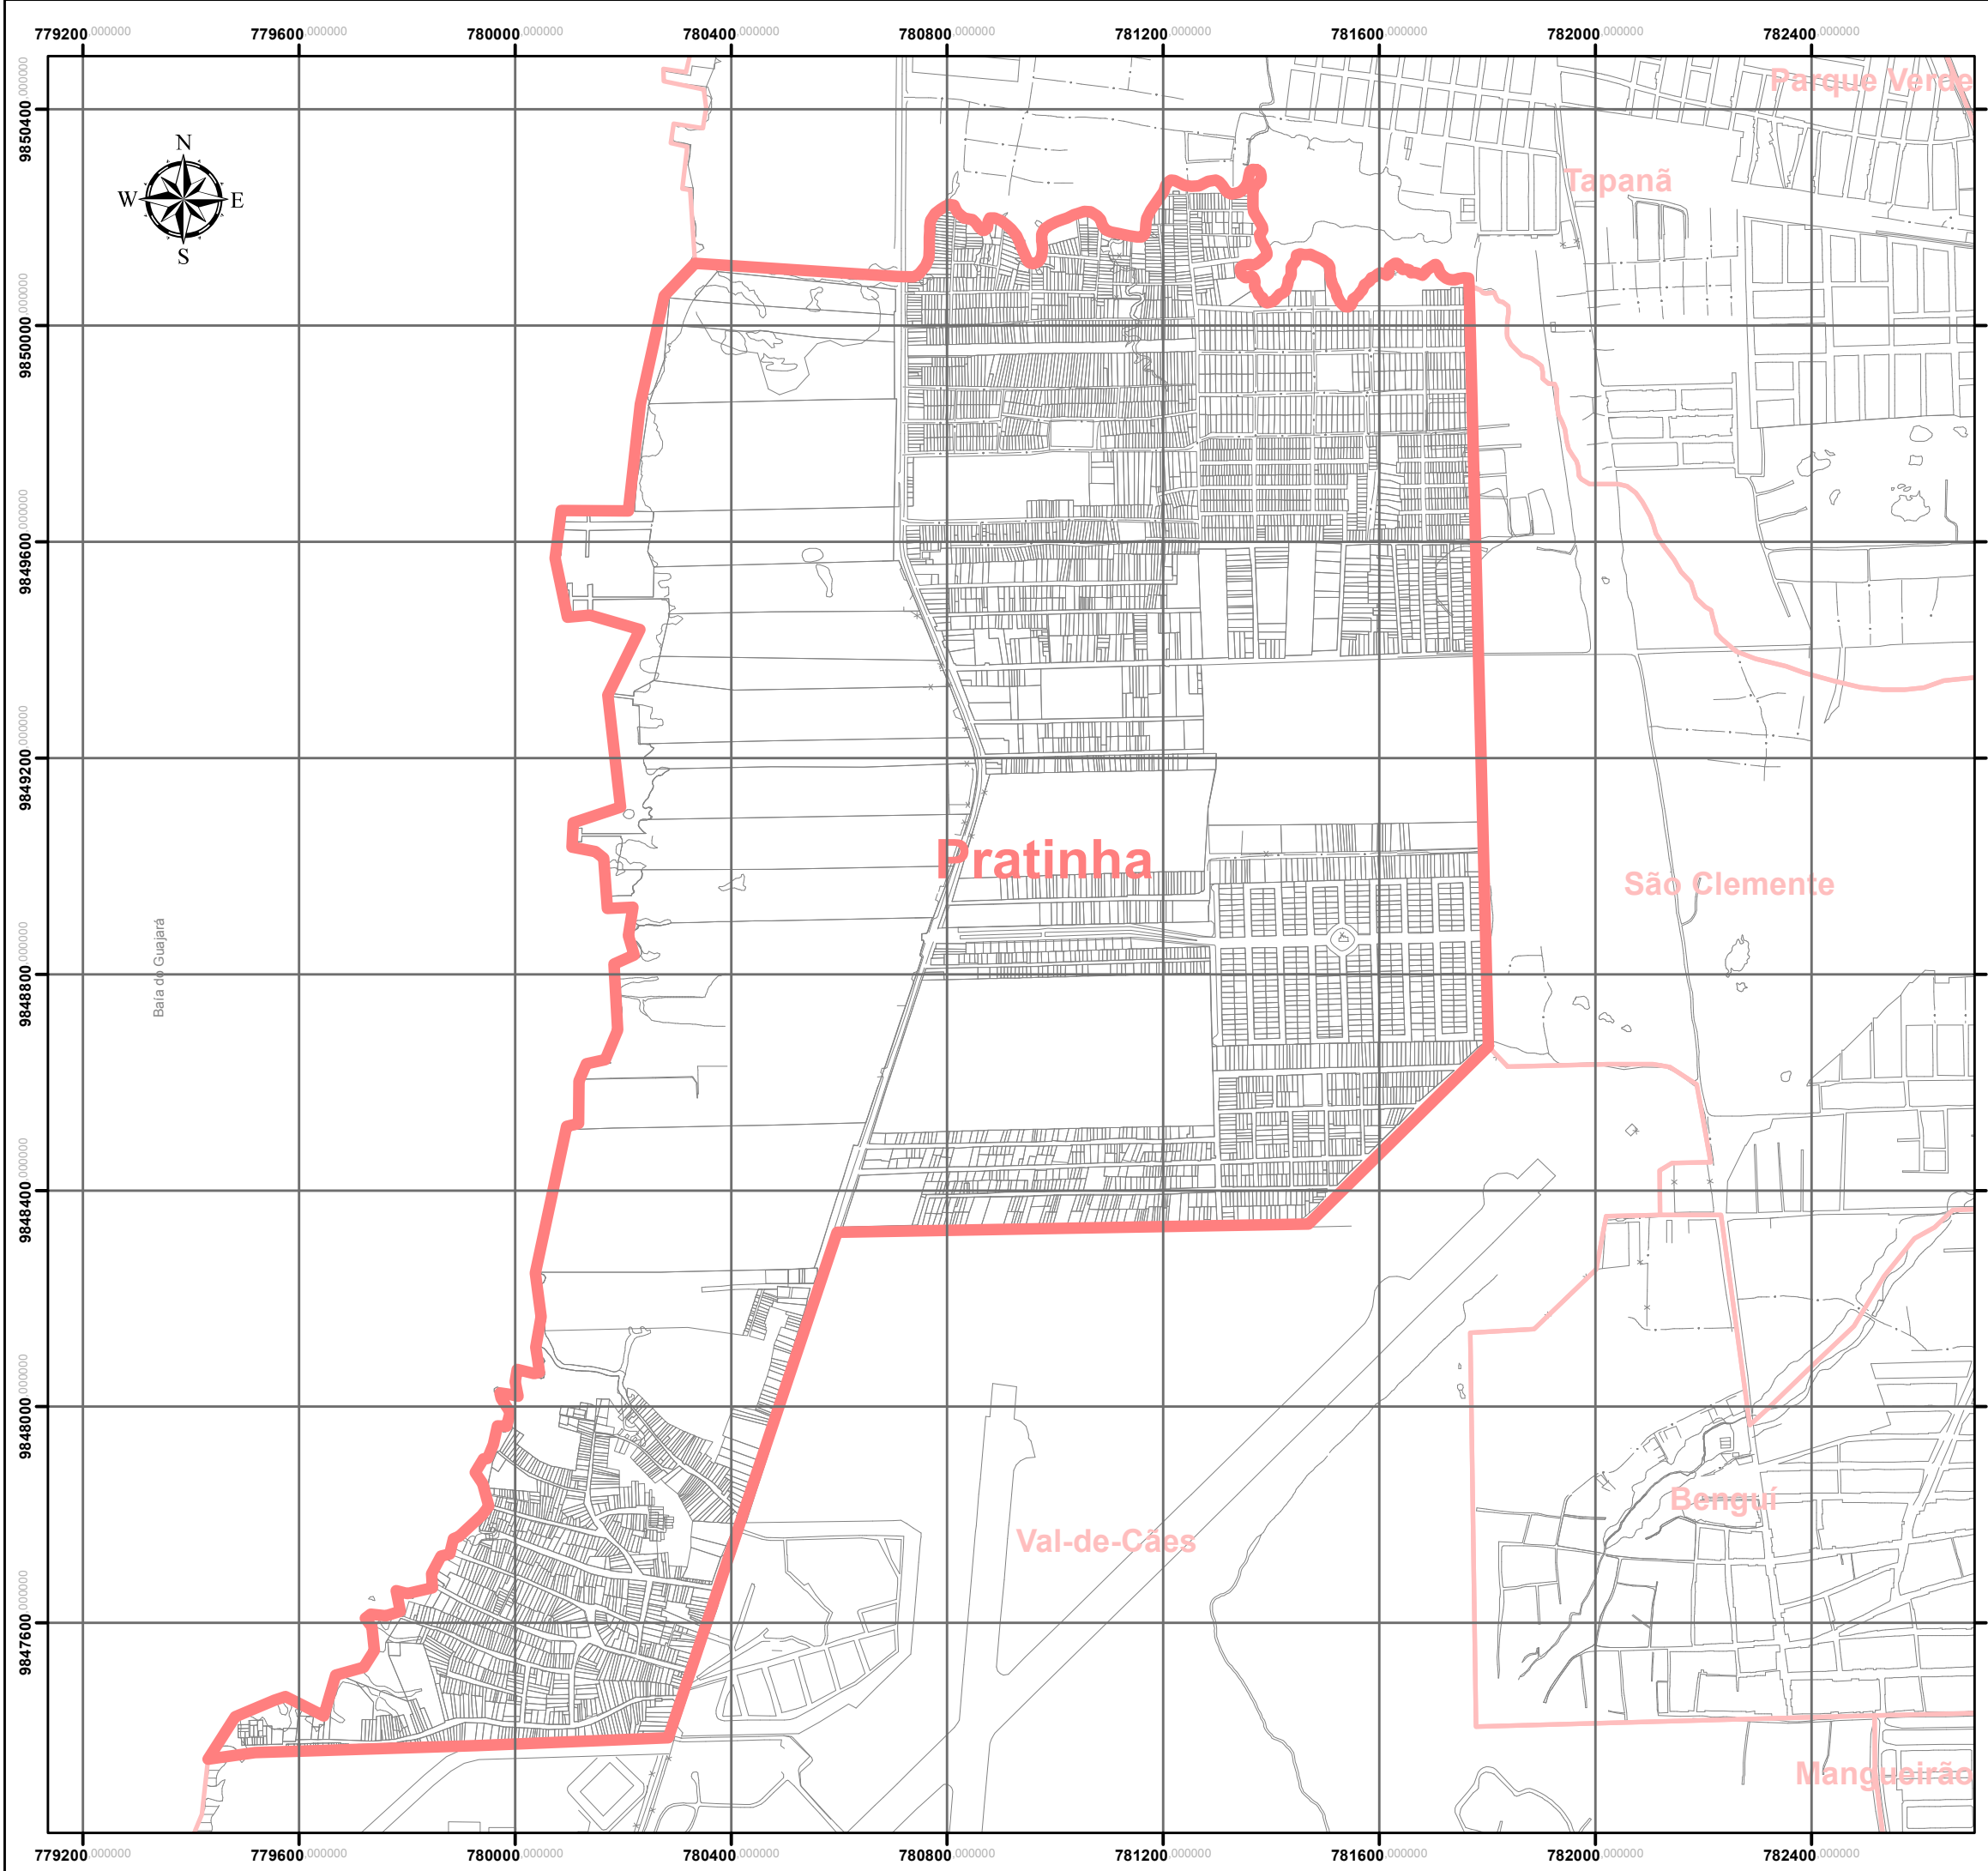 779200.000000 779600.000000 780000.000000 780400.000000 780800.000000 781200.000000 781600.000000 782000.000000 782400.000000
Parque Verde
9850400.000000
N
Tapanã
W E
S
9850000.000000
9849600.000000
9849200.000000
Pratinha
São Clemente
Baía do Guajará
9848800.000000
9848400.000000
9848000.000000
Benguí
Val-de-Cães
9847600.000000
Mangueirão
779200.000000 779600.000000 780000.000000 780400.000000 780800.000000 781200.000000 781600.000000 782000.000000 782400.000000